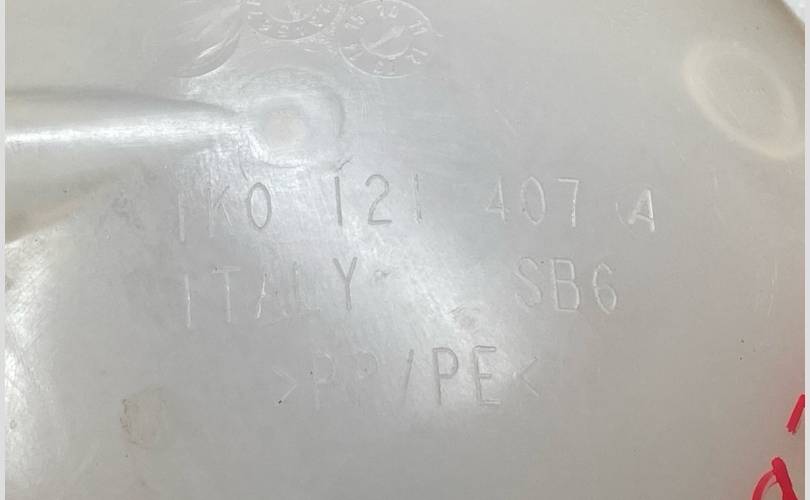 1K0 121 407 A
ITALY SB6
>PP/PE<